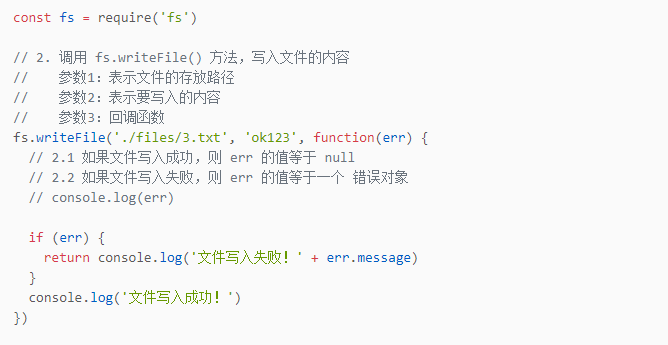 const fs = require('fs')
// 2. 调用 fs.writeFile() 方法，写入文件的内容
//    参数1：表示文件的存放路径
//    参数2：表示要写入的内容
//    参数3：回调函数
fs.writeFile('./files/3.txt', 'ok123', function(err) {
  // 2.1 如果文件写入成功，则 err 的值等于 null
  // 2.2 如果文件写入失败，则 err 的值等于一个 错误对象
  // console.log(err)
  if (err) {
    return console.log('文件写入失败！' + err.message)
  }
  console.log('文件写入成功！')
})